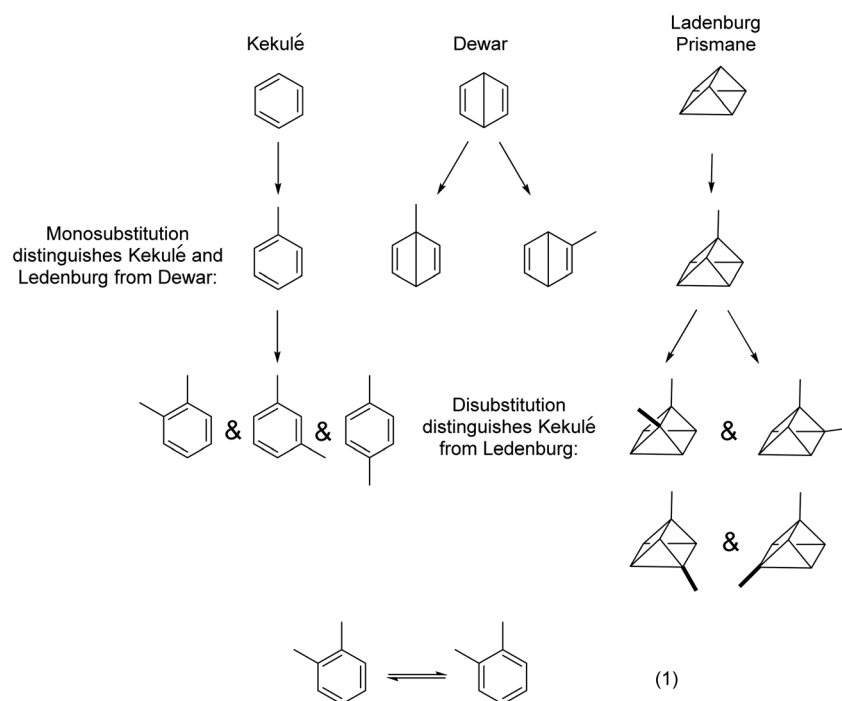 Kekulé
Dewar
Ladenburg
Prismane
Monosubstitution
distinguishes Kekulé and
Ledenburg from Dewar:
Disubstitution
distinguishes Kekulé
from Ledenburg:
& &
&
&
(1)